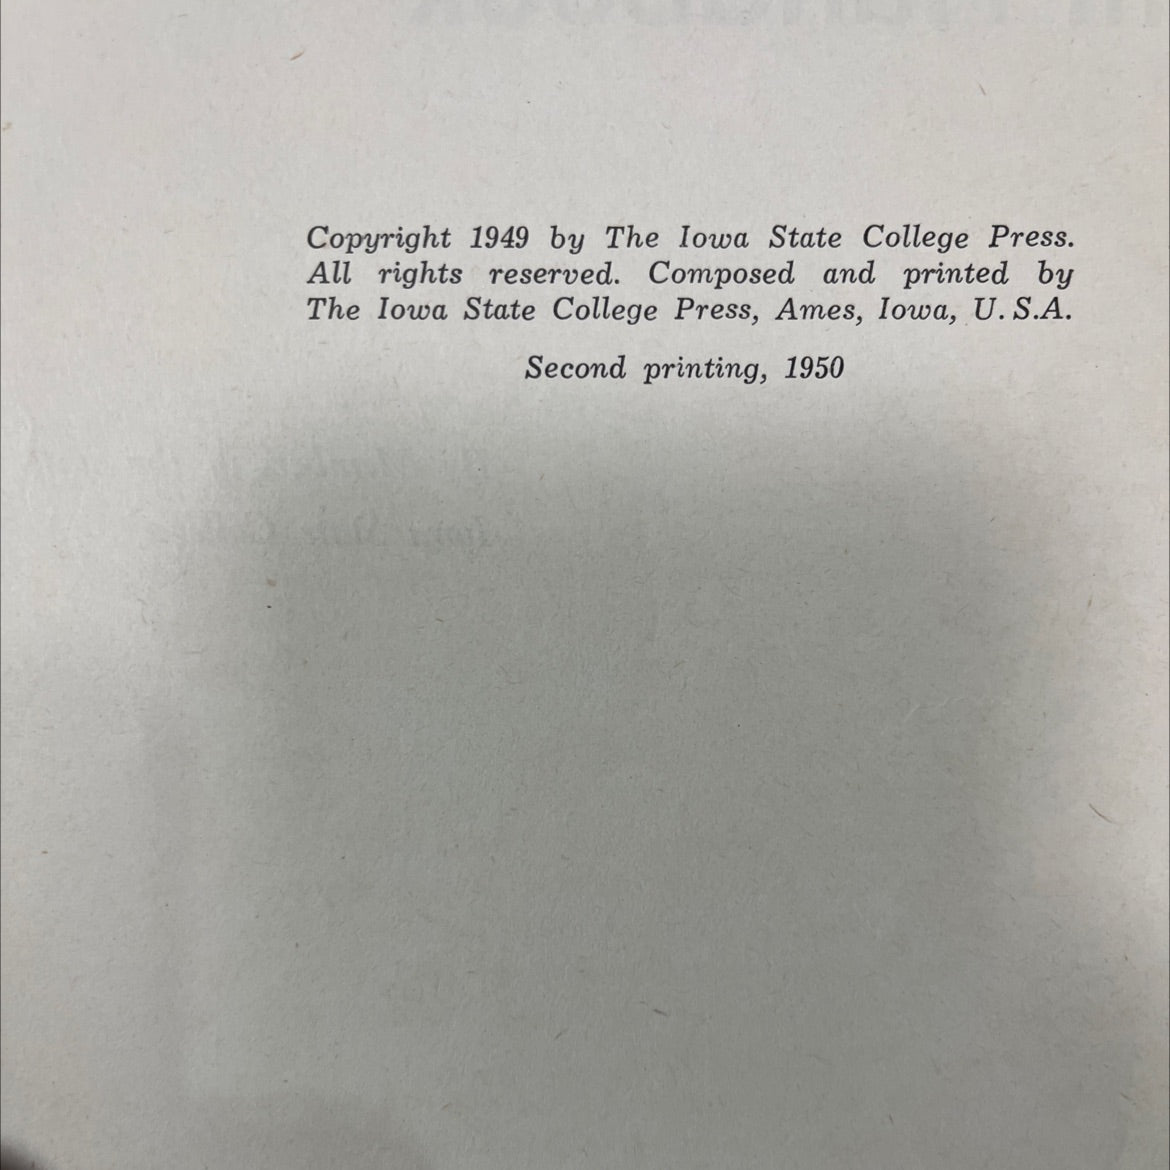 Copyright 1949 by The Iowa State College Press.
All rights reserved. Composed and printed by
The Iowa State College Press, Ames, Iowa, U. S.A.
Second printing, 1950